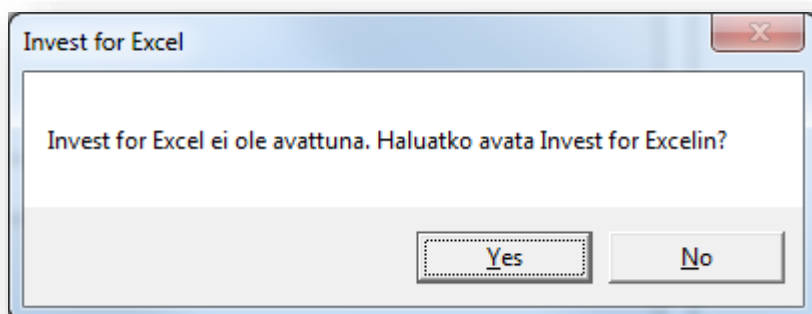 Invest for Excel
Invest for Excel ei ole avattuna. Haluatko avata Invest for Excelin?
Yes
No